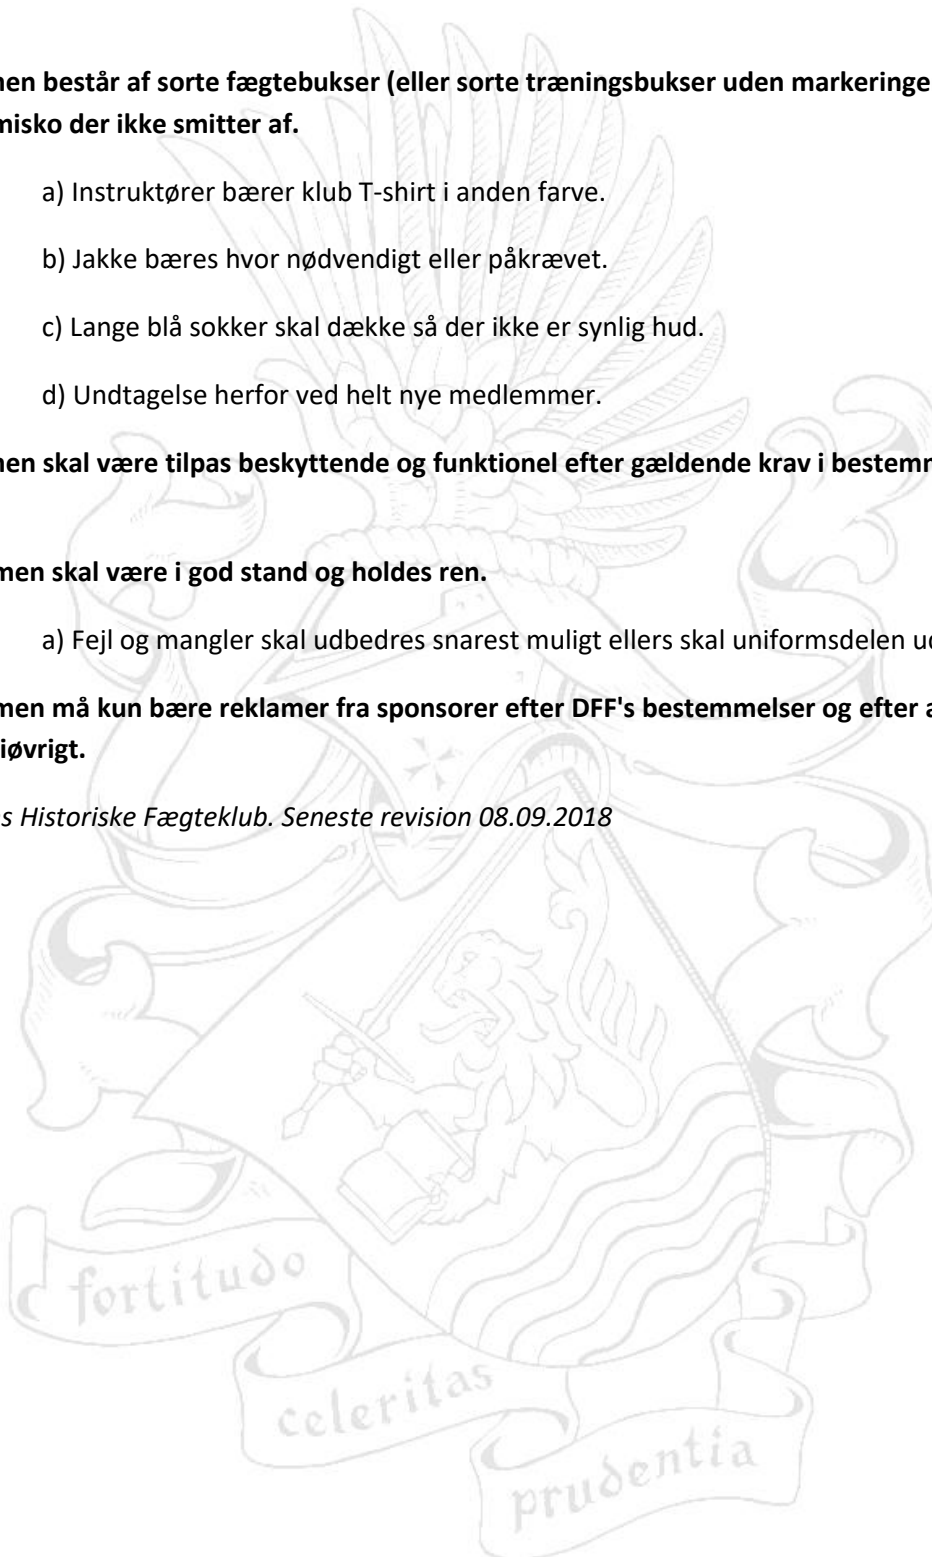 men består af sorte fægtebukser (eller sorte træningsbukser uden markeringe
misko der ikke smitter af.
a) Instruktører bærer klub T-shirt i anden farve.
b) Jakke bæres hvor nødvendigt eller påkrævet.
c) Lange blå sokker skal dække så der ikke er synlig hud.
d) Undtagelse herfor ved helt nye medlemmer.
men skal være tilpas beskyttende og funktionel efter gældende krav i bestemm
men skal være i god stand og holdes ren.
a) Fejl og mangler skal udbedres snarest muligt ellers skal uniformsdelen ud
men må kun bære reklamer fra sponsorer efter DFF's bestemmelser og efter a
iøvrigt.
s Historiske Fægteklub. Seneste revision 08.09.2018
fortitudo
celeritas
prudentia